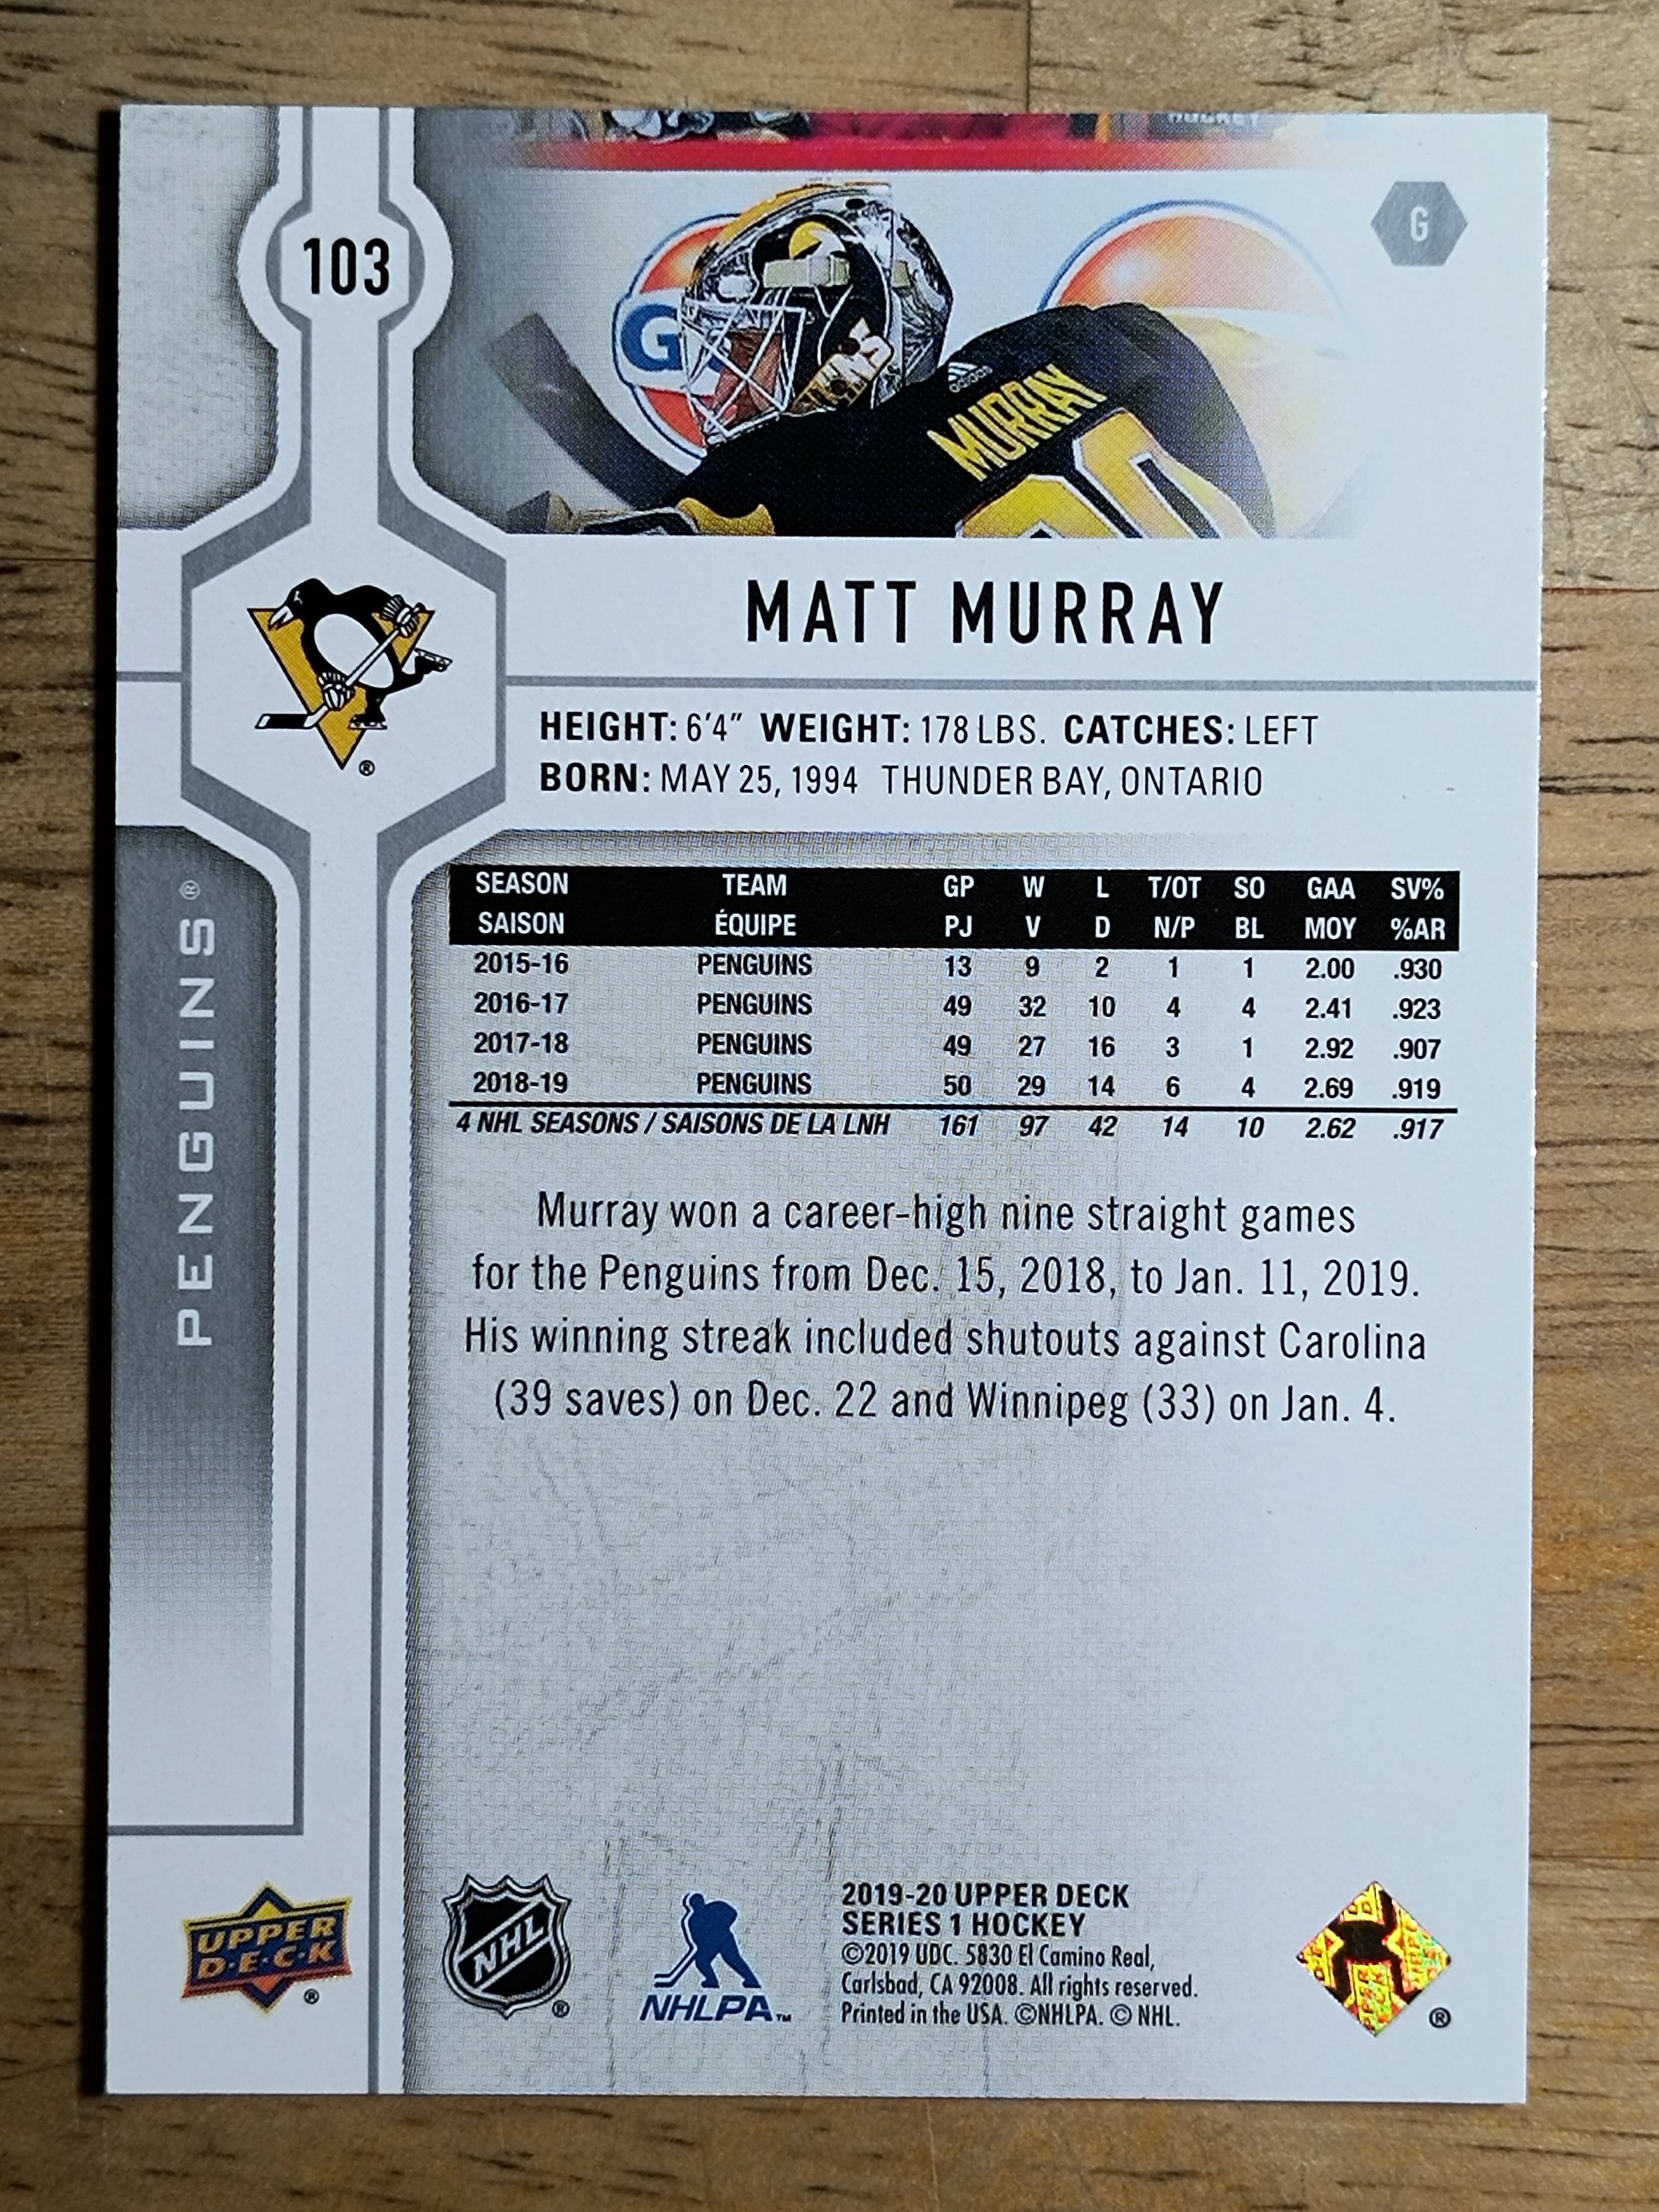 HOCKEY
103
G
G
adidas
MURRAY
MATT MURRAY
HEIGHT: 6'4" WEIGHT: 178 LBS. CATCHES: LEFT
BORN: MAY 25, 1994 THUNDER BAY, ONTARIO
PENGUINS®
®
SEASON TEAM GP W L T/OT SO GAA SV%
SAISON ÉQUIPE PJ V D N/P BL MOY %AR
2015-16 PENGUINS 13 9 2 1 1 2.00 .930
2016-17 PENGUINS 49 32 10 4 4 2.41 .923
2017-18 PENGUINS 49 27 16 3 1 2.92 .907
2018-19 PENGUINS 50 29 14 6 4 2.69 .919
4 NHL SEASONS / SAISONS DE LA LNH 161 97 42 14 10 2.62 .917
Murray won a career-high nine straight games
for the Penguins from Dec. 15, 2018, to Jan. 11, 2019.
His winning streak included shutouts against Carolina
(39 saves) on Dec. 22 and Winnipeg (33) on Jan. 4.
UPPER
D·E·C·K
®
NHL
®
NHLPA™
2019-20 UPPER DECK
SERIES 1 HOCKEY
©2019 UDC. 5830 El Camino Real,
Carlsbad, CA 92008. All rights reserved.
Printed in the USA. ©NHLPA. © NHL.
®